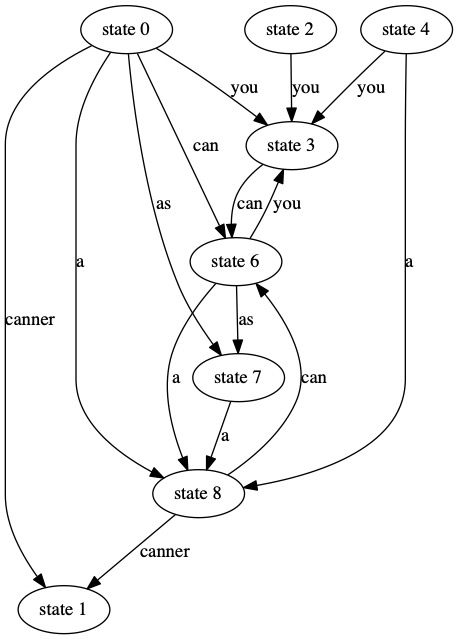 state 0
state 2
state 4
you
you
you
state 3
can
as
can
you
state 6
a
a
canner
a
as
can
state 7
a
state 8
canner
state 1